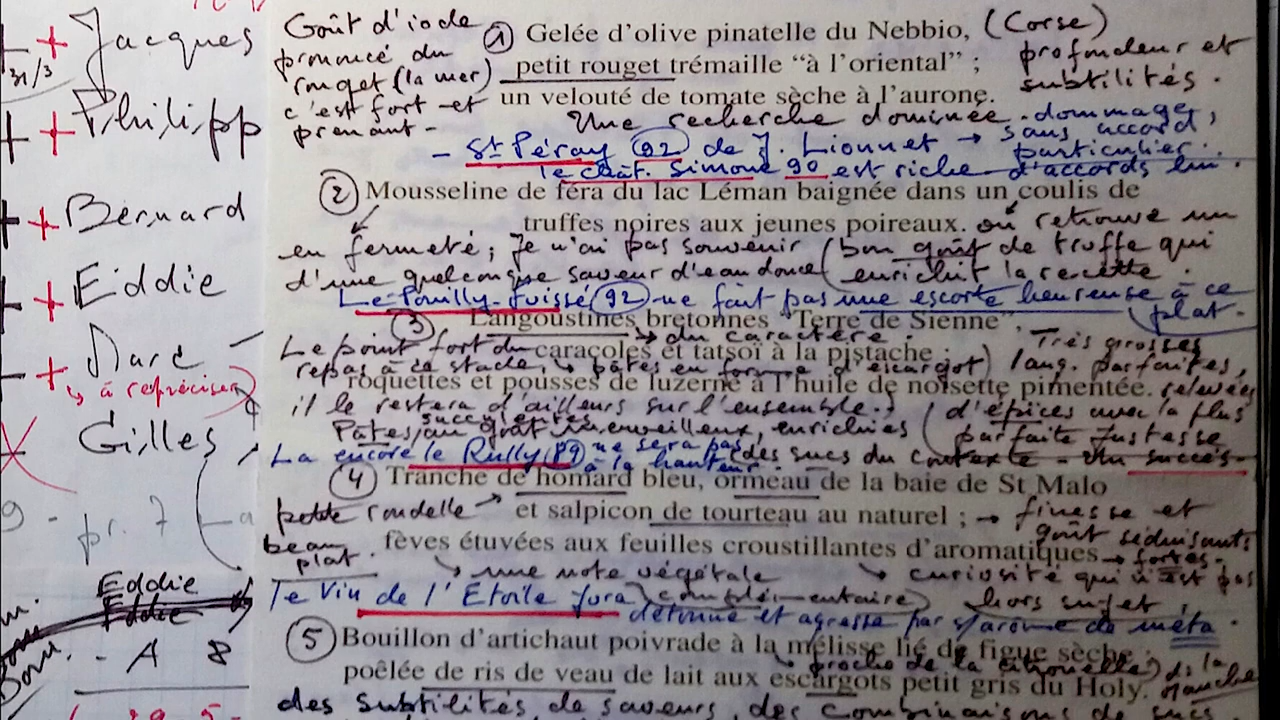 Jacques
31/3
Philipp
Bernard
Eddie
Marc
à repréciser
Gilles
pr. 7
Eddie
Eddie
A 8
Goût d'iode
prononcé du
rouget (la mer)
c'est fort et
prenant -
① Gelée d'olive pinatelle du Nebbio, (Corse)
petit rouget trémaille “à l'oriental” ;
un velouté de tomate sèche à l'aurone.
profondeur et
subtilités.
Une recherche dominée. dommage,
- St Péray (92) de J. Lionnet → sans accord
particulier.
le chât. Simone 90 est riche d'accords lui.
② Mousseline de féra du lac Léman baignée dans un coulis de
truffes noires aux jeunes poireaux. on retrouve un
en fermeté ; je n'ai pas souvenir (bon goût de truffe qui
d'une quelconque saveur d'eau douce (enrichit la recette.
Le Pouilly-fuissé (92) ne fait pas une escorte heureuse à ce
plat.
③ Langoustines bretonnes “Terre de Sienne”,
→ du caractère.
Le point fort du caracoles et tatsoï à la pistache ; Très grosses
repas à ce stade, ↳ pâtes en forme d'escargot) lang. parfaites,
roquettes et pousses de luzerne à l'huile de noisette pimentée. relevées
il le restera d'ailleurs sur l'ensemble. (d'épices avec la plus
Pâtes au goût merveilleux, enrichies (parfaite justesse
La encore le Rully (89) ne sera pas des sucs du contexte - Un succès -
à la hauteur.
④ Tranche de homard bleu, ormeau de la baie de St Malo
petite rondelle et salpicon de tourteau au naturel ; → finesse et
goût séduisants
beau
plat. fèves étuvées aux feuilles croustillantes d'aromatiques → fortes.
↳ une note végétale ↳ curiosité qui n'est pas
hors sujet,
Le Vin de l'Etoile Jura (complémentaire)
détonne et agresse par s/arôme de méta.
⑤ Bouillon d'artichaut poivrade à la mélisse lié de figue sèche ;
↳ proche de la citronnelle) de la
poêlée de ris de veau de lait aux escargots petit gris du Holy.
des subtilités de saveurs, des combinaisons de sucs